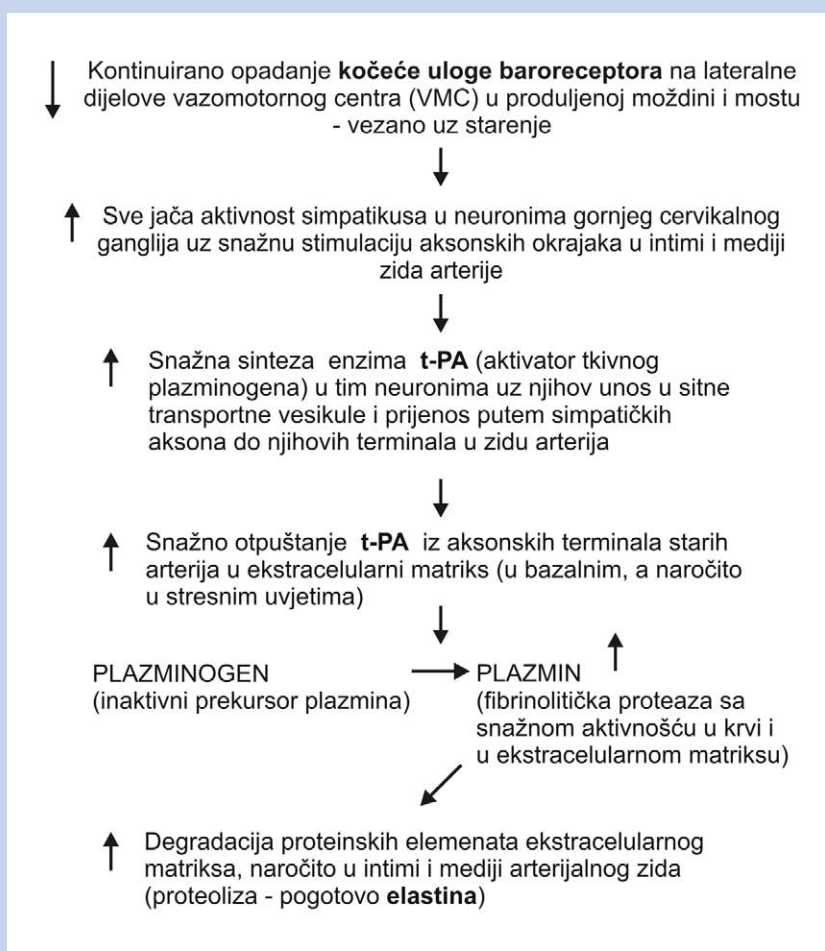 Kontinuirano opadanje kočeće uloge baroreceptora na lateralne
dijelove vazomotornog centra (VMC) u produljenoj moždini i mostu
- vezano uz starenje
Sve jača aktivnost simpatikusa u neuronima gornjeg cervikalnog
ganglija uz snažnu stimulaciju aksonskih okrajaka u intimi i mediji
zida arterije
Snažna sinteza enzima t-PA (aktivator tkivnog
plazminogena) u tim neuronima uz njihov unos u sitne
transportne vesikule i prijenos putem simpatičkih
aksona do njihovih terminala u zidu arterija
Snažno otpuštanje t-PA iz aksonskih terminala starih
arterija u ekstracelularni matriks (u bazalnim, a naročito
u stresnim uvjetima)
PLAZMINOGEN
(inaktivni prekursor plazmina)
PLAZMIN
(fibrinolitička proteaza sa
snažnom aktivnošću u krvi i
u ekstracelularnom matriksu)
Degradacija proteinskih elemenata ekstracelularnog
matriksa, naročito u intimi i mediji arterijalnog zida
(proteoliza - pogotovo elastina)